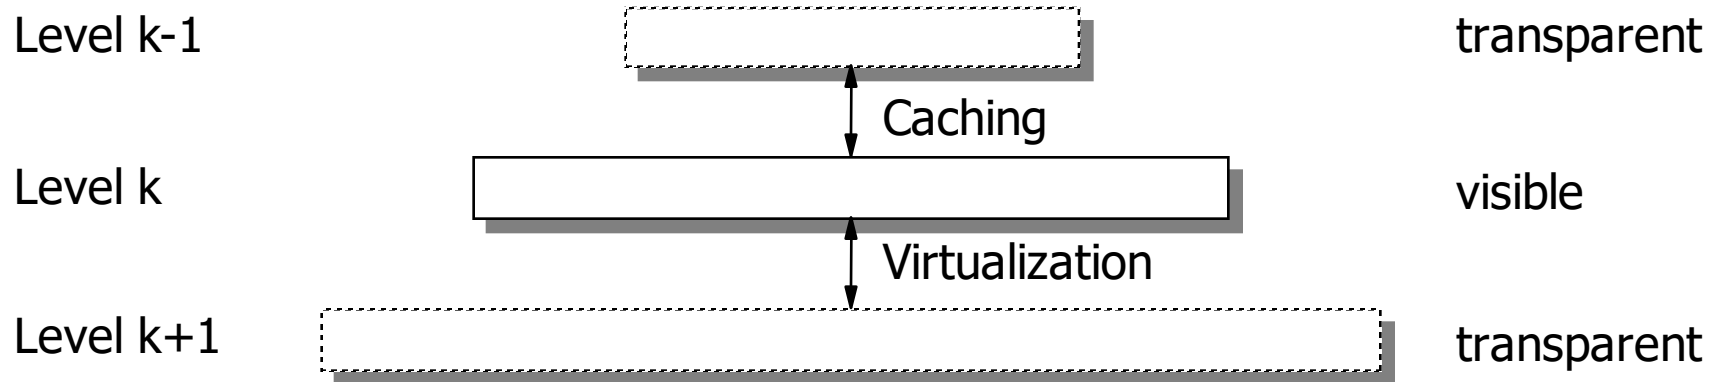 Level k-1 transparent
Caching
Level k visible
Virtualization
Level k+1 transparent